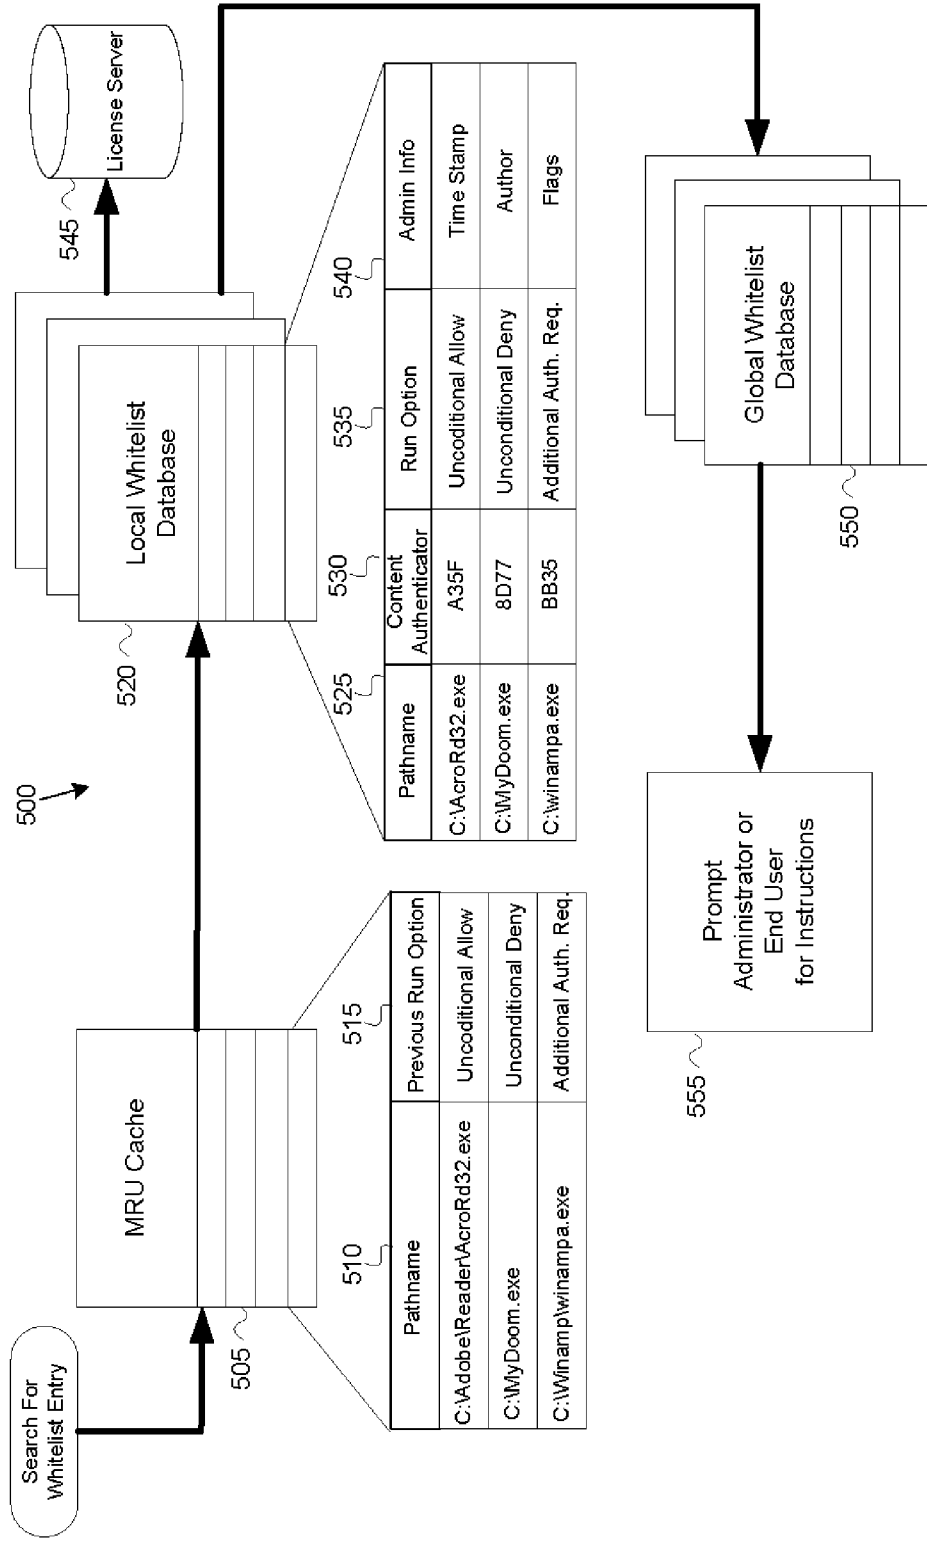 500
Search For
Whitelist Entry
MRU Cache
505
510
515
Pathname Previous Run Option
C:\Adobe\Reader\AcroRd32.exe Uncoditional Allow
C:\MyDoom.exe Unconditional Deny
C:\Winamp\winampa.exe Additional Auth. Req.
Local Whitelist
Database
520
License Server
545
525
530
535
540
Pathname Content Authenticator Run Option Admin Info
C:\AcroRd32.exe A35F Uncoditional Allow Time Stamp
C:\MyDoom.exe 8D77 Unconditional Deny Author
C:\winampa.exe BB35 Additional Auth. Req. Flags
Global Whitelist
Database
550
Prompt
Administrator or
End User
for Instructions
555